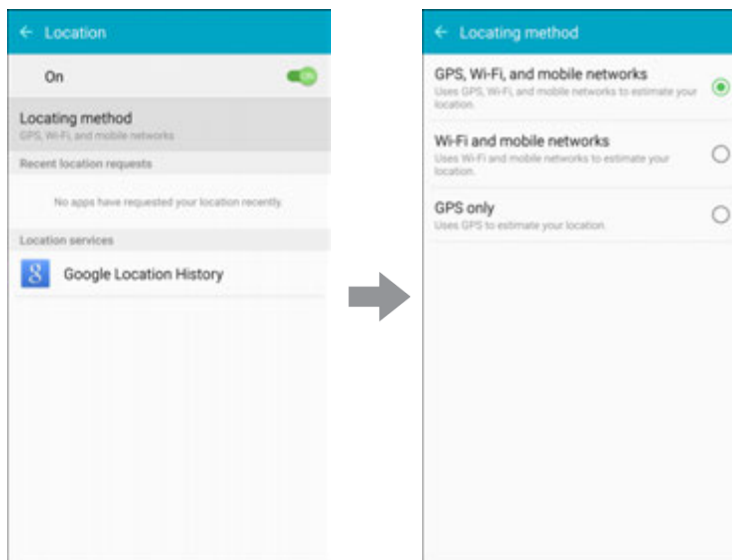 Location
On
ON
Locating method
GPS, Wi-Fi, and mobile networks
Recent location requests
No apps have requested your location recently.
Location services
8
Google Location History
Locating method
GPS, Wi-Fi, and mobile networks
Uses GPS, Wi-Fi, and mobile networks to estimate your
location.
Wi-Fi and mobile networks
Uses Wi-Fi and mobile networks to estimate your
location.
GPS only
Uses GPS to estimate your location.